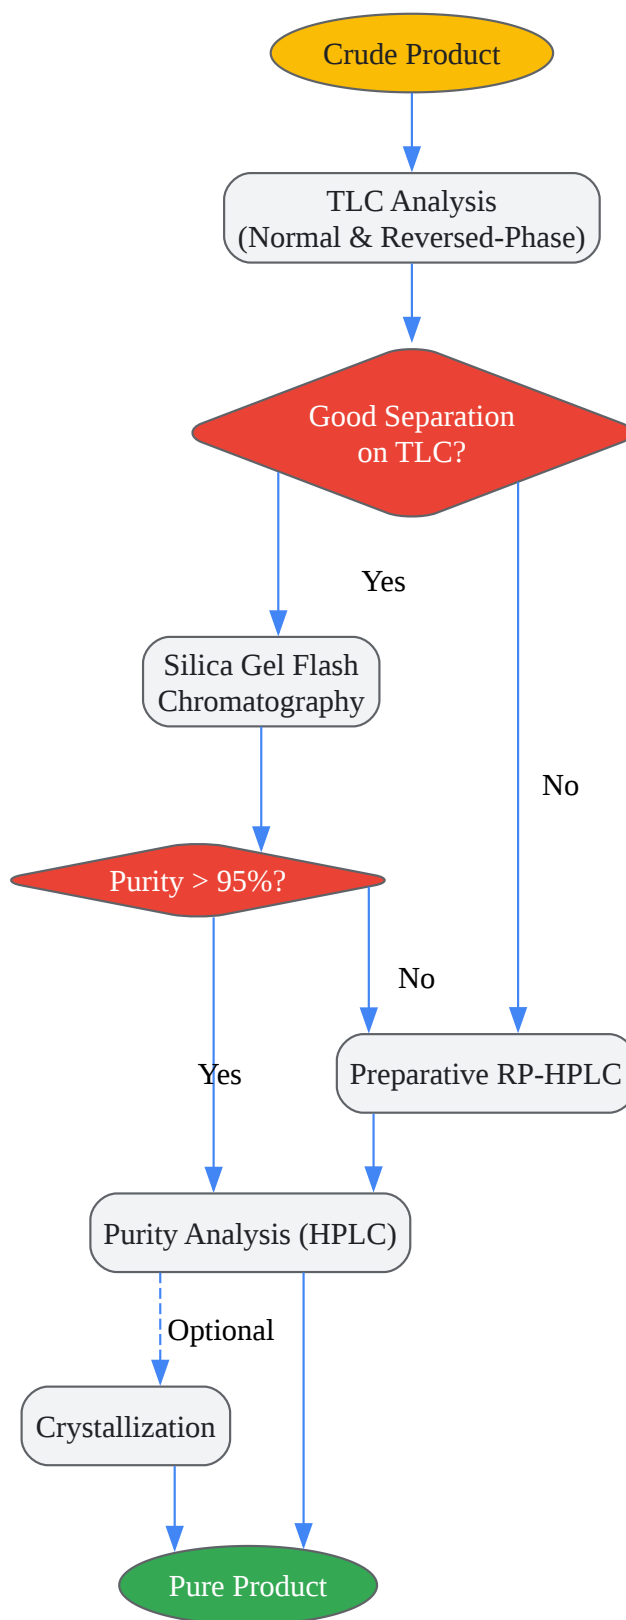 Crude Product
TLC Analysis
(Normal & Reversed-Phase)
Good Separation
on TLC?
Yes
Silica Gel Flash
Chromatography
No
Purity > 95%?
No
Yes
Preparative RP-HPLC
Purity Analysis (HPLC)
Optional
Crystallization
Pure Product